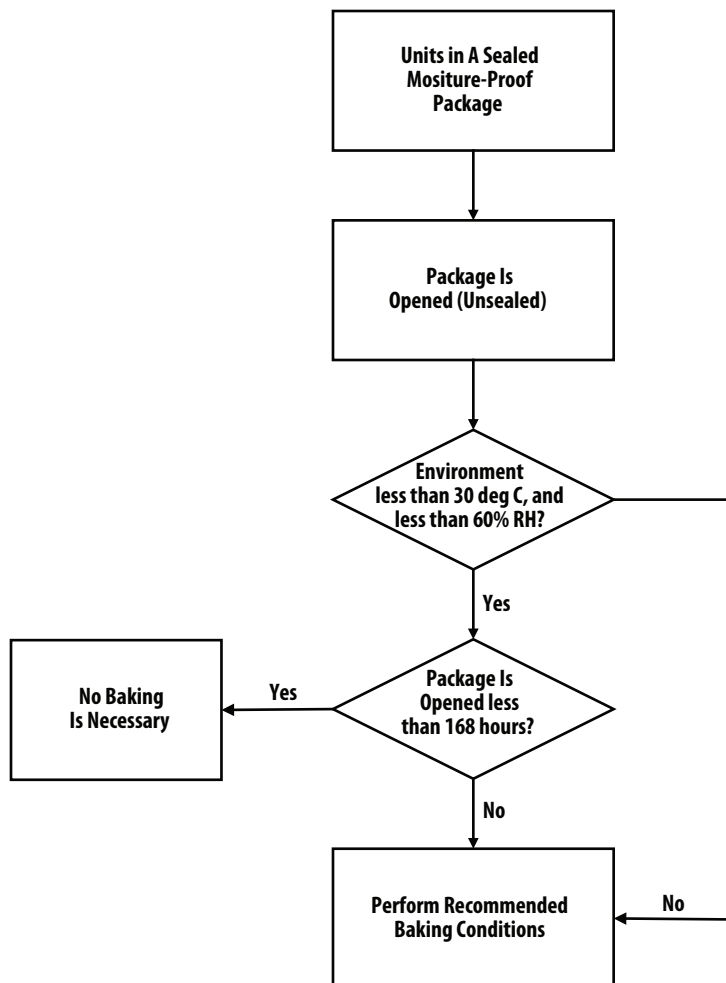 Units in A Sealed
Mositure-Proof
Package
Package Is
Opened (Unsealed)
Environment
less than 30 deg C, and
less than 60% RH?
Yes
No Baking
Is Necessary
Yes
Package Is
Opened less
than 168 hours?
No
Perform Recommended
Baking Conditions
No